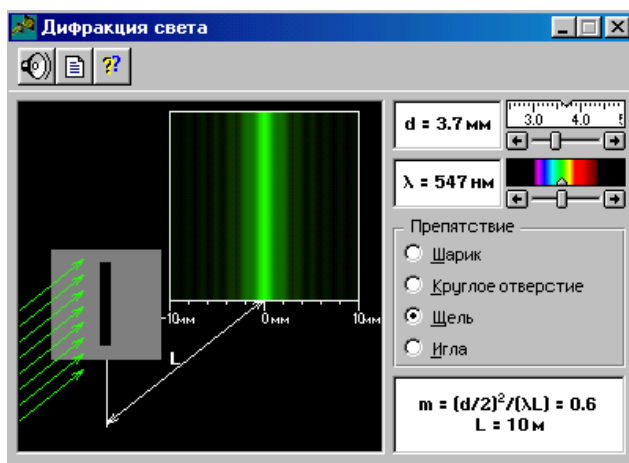 Дифракция света
d = 3.7 мм
3.0 4.0 5
λ = 547 нм
Препятствие
Шарик
Круглое отверстие
Щель
Игла
-10мм 0мм 10мм
L
m = (d/2)²/(λL) = 0.6
L = 10 м